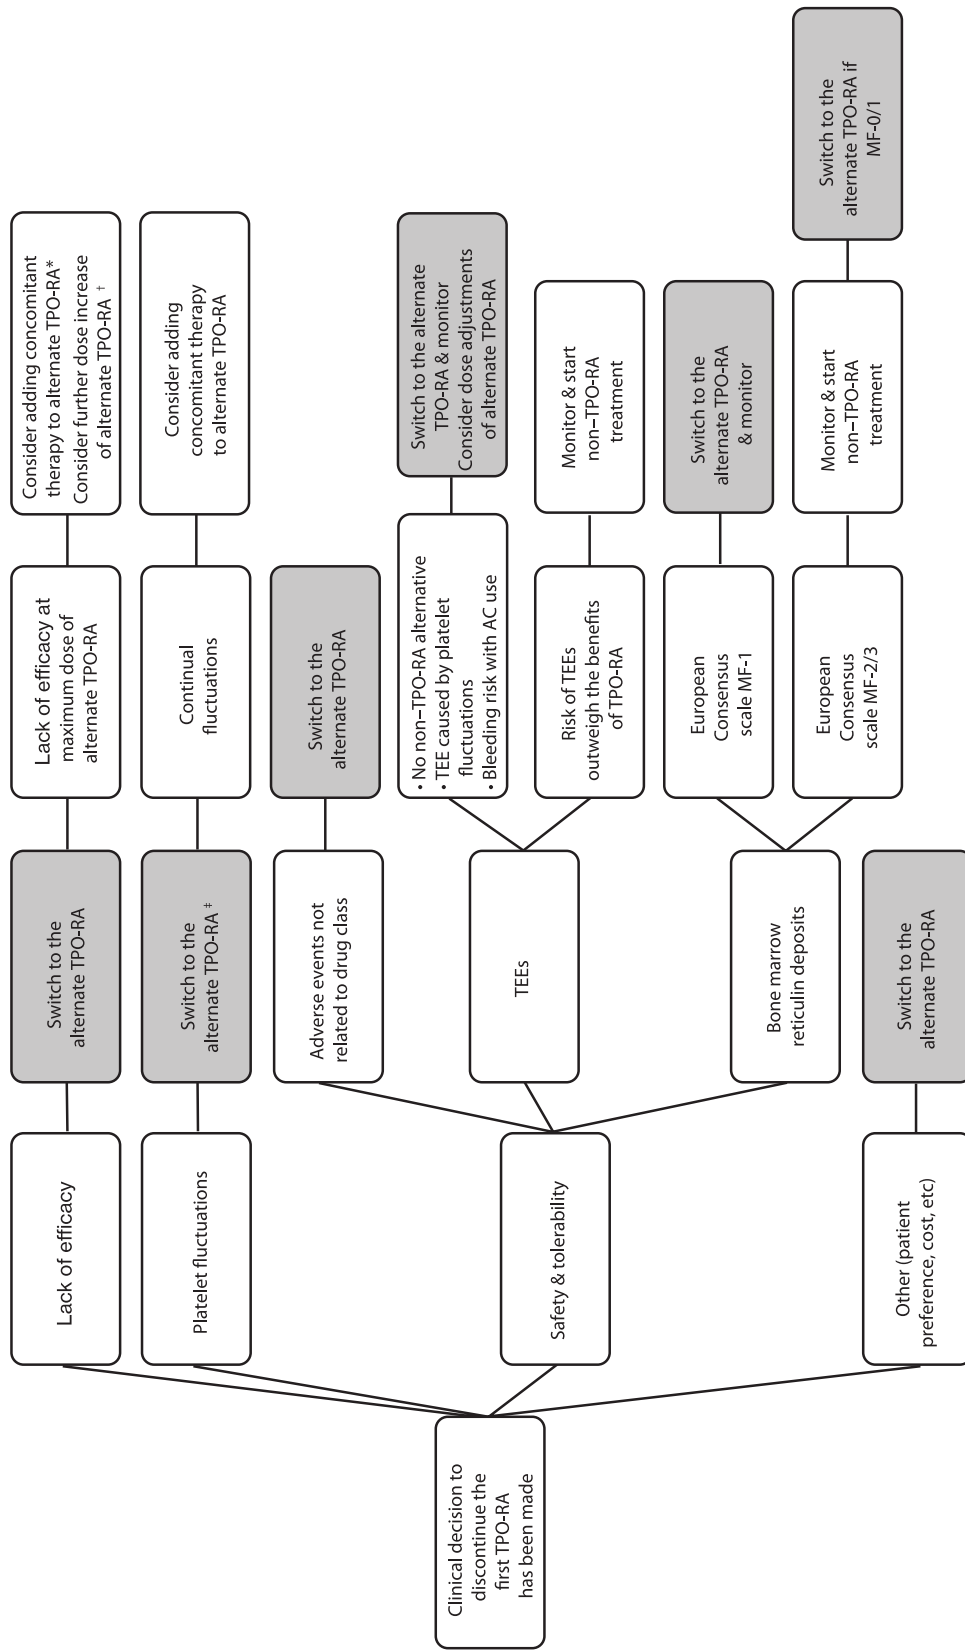 Clinical decision to
discontinue the
first TPO-RA
has been made
Lack of efficacy
Switch to the
alternate TPO-RA
Lack of efficacy at
maximum dose of
alternate TPO-RA
Consider adding concomitant
therapy to alternate TPO-RA*
Consider further dose increase
of alternate TPO-RA †
Platelet fluctuations
Switch to the
alternate TPO-RA ‡
Continual
fluctuations
Consider adding
concomitant therapy
to alternate TPO-RA
Safety & tolerability
Adverse events not
related to drug class
Switch to the
alternate TPO-RA
TEEs
• No non–TPO-RA alternative
• TEE caused by platelet
fluctuations
• Bleeding risk with AC use
Switch to the alternate
TPO-RA & monitor
Consider dose adjustments
of alternate TPO-RA
Risk of TEEs
outweigh the benefits
of TPO-RA
Monitor & start
non–TPO-RA
treatment
Bone marrow
reticulin deposits
European
Consensus
scale MF-1
Switch to the
alternate TPO-RA
& monitor
European
Consensus
scale MF-2/3
Monitor & start
non–TPO-RA
treatment
Switch to the
alternate TPO-RA if
MF-0/1
Other (patient
preference, cost, etc)
Switch to the
alternate TPO-RA